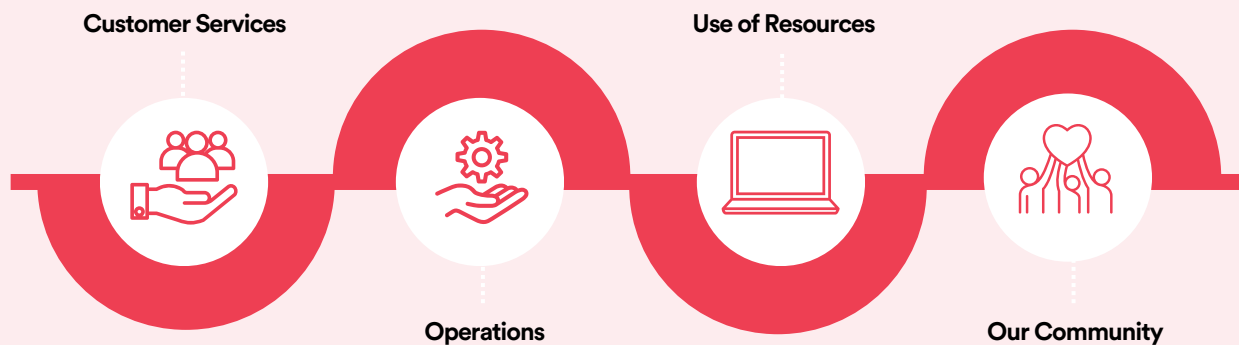 Customer Services
Use of Resources
Operations
Our Community